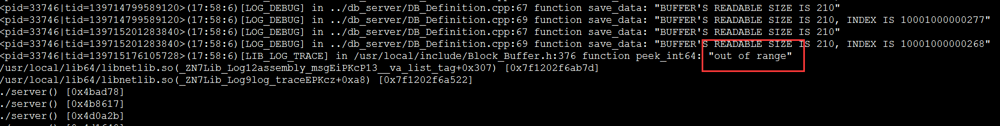 <pid=33746|tid=139714799589120>(17:58:6)[LOG_DEBUG] in ../db_server/DB_Definition.cpp:67 function save_data: "BUFFER'S READABLE SIZE IS 210"
<pid=33746|tid=139714799589120>(17:58:6)[LOG_DEBUG] in ../db_server/DB_Definition.cpp:69 function save_data: "BUFFER'S READABLE SIZE IS 210, INDEX IS 10001000000277"
<pid=33746|tid=139715201283840>(17:58:6)[LOG_DEBUG] in ../db_server/DB_Definition.cpp:67 function save_data: "BUFFER'S READABLE SIZE IS 210"
<pid=33746|tid=139715201283840>(17:58:6)[LOG_DEBUG] in ../db_server/DB_Definition.cpp:69 function save_data: "BUFFER'S READABLE SIZE IS 210, INDEX IS 10001000000268"
<pid=33746|tid=139715176105728>(17:58:6)[LIB_LOG_TRACE] in /usr/local/include/Block_Buffer.h:376 function peek_int64: "out of range"
/usr/local/lib64/libnetlib.so(_ZN7Lib_Log12assembly_msgEiPKcP13__va_list_tag+0x307) [0x7f1202f6ab7d]
/usr/local/lib64/libnetlib.so(_ZN7Lib_Log9log_traceEPKcz+0xa8) [0x7f1202f6a522]
./server() [0x4bad78]
./server() [0x4b8617]
./server() [0x4d0a2b]